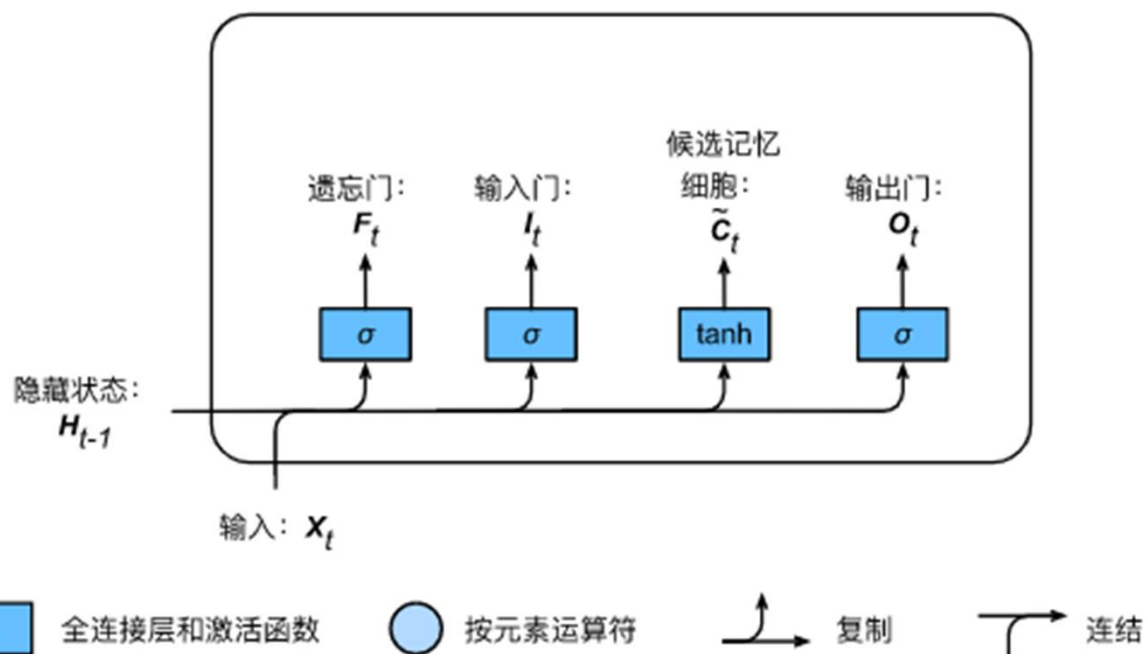 候选记忆
遗忘门： 输入门： 细胞： 输出门：
F_t I_t C̃_t O_t
σ σ tanh σ
隐藏状态：
H_{t-1}
输入： X_t
全连接层和激活函数 按元素运算符 复制 连结